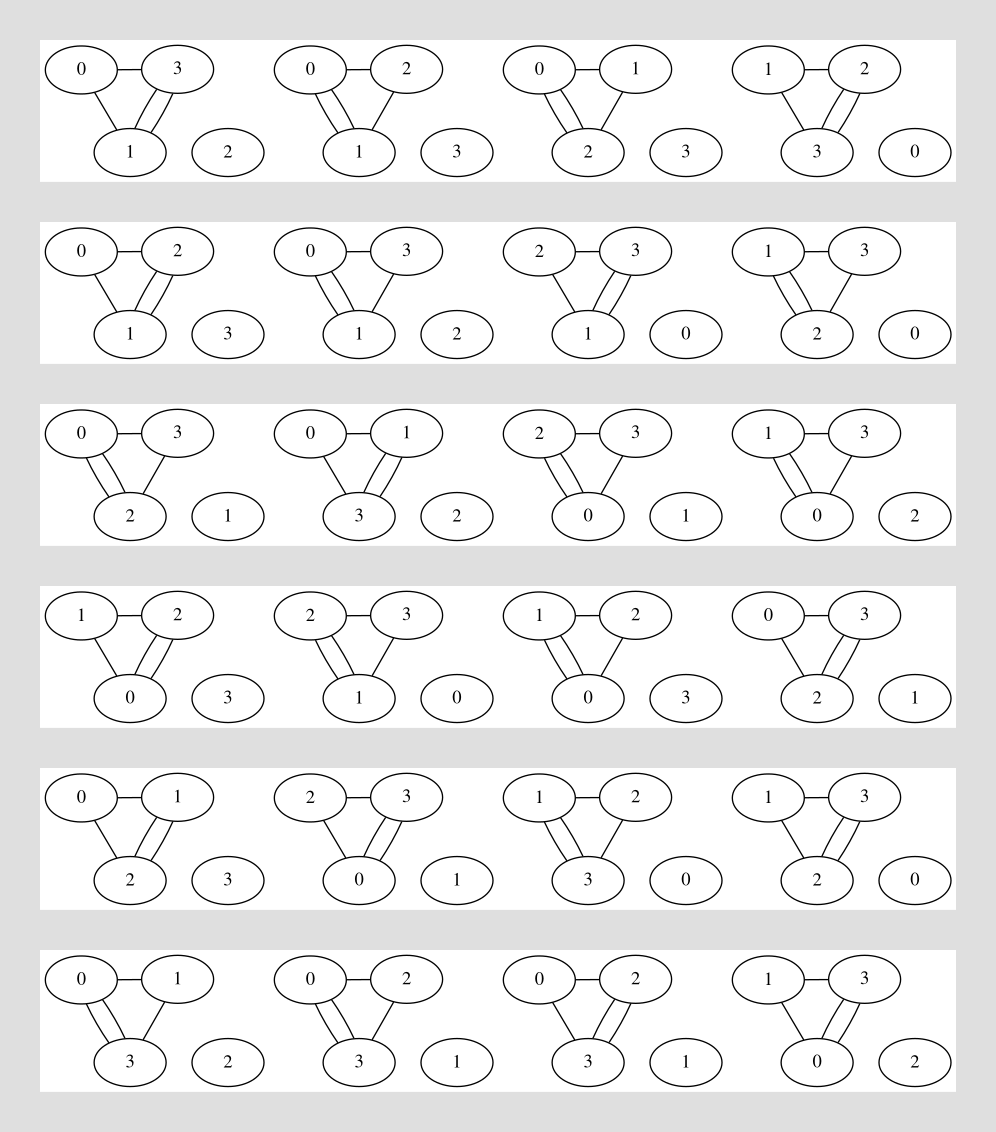 0 3 0 2 0 1 1 2
1 2 1 3 2 3 3 0
0 2 0 3 2 3 1 3
1 3 1 2 1 0 2 0
0 3 0 1 2 3 1 3
2 1 3 2 0 1 0 2
1 2 2 3 1 2 0 3
0 3 1 0 0 3 2 1
0 1 2 3 1 2 1 3
2 3 0 1 3 0 2 0
0 1 0 2 0 2 1 3
3 2 3 1 3 1 0 2